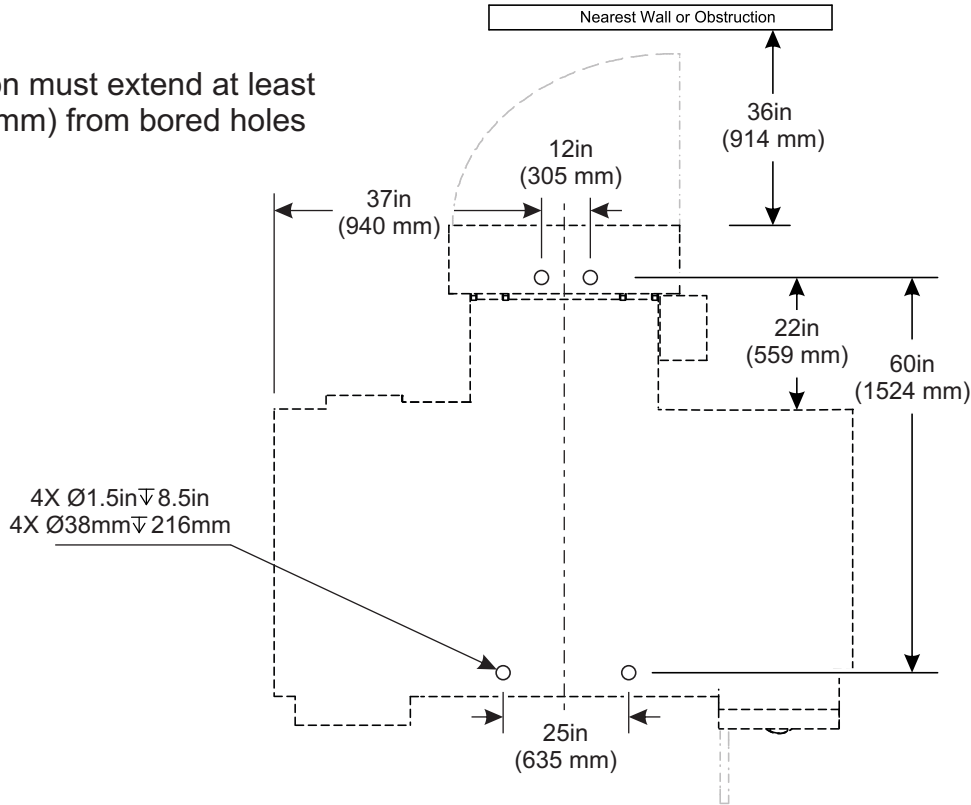 Nearest Wall or Obstruction
on must extend at least
mm) from bored holes
36in
(914 mm)
12in
(305 mm)
37in
(940 mm)
22in
(559 mm)
60in
(1524 mm)
4X Ø1.5in↧8.5in
4X Ø38mm↧216mm
25in
(635 mm)